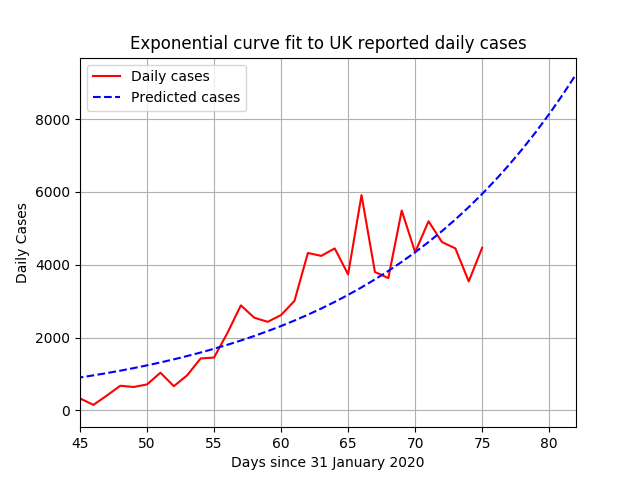 Exponential curve fit to UK reported daily cases
Daily cases
Predicted cases
8000
6000
4000
2000
0
Daily Cases
45 50 55 60 65 70 75 80
Days since 31 January 2020